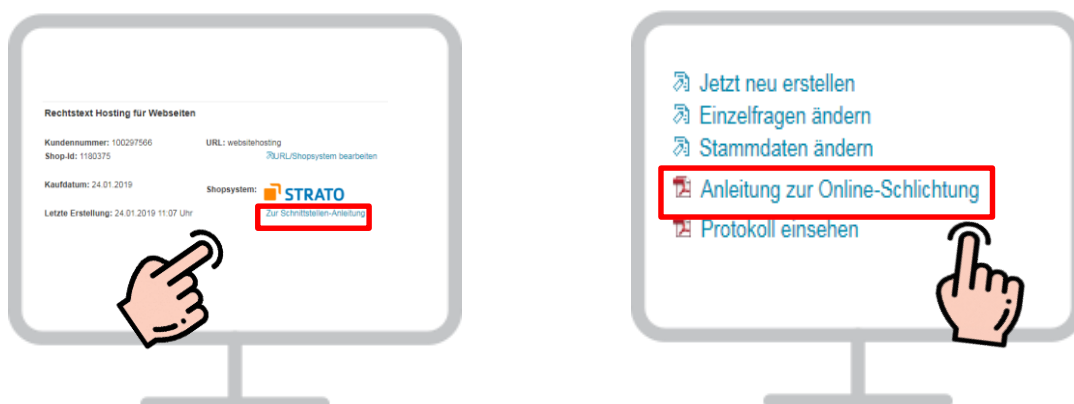 Rechtstext Hosting für Webseiten
Kundennummer: 100297566
URL: websitehosting
Shop-Id: 1180375
URL/Shopsystem bearbeiten
Kaufdatum: 24.01.2019
Shopsystem: STRATO
Letzte Erstellung: 24.01.2019 11:07 Uhr
Zur Schnittstellen-Anleitung
Jetzt neu erstellen
Einzelfragen ändern
Stammdaten ändern
Anleitung zur Online-Schlichtung
Protokoll einsehen